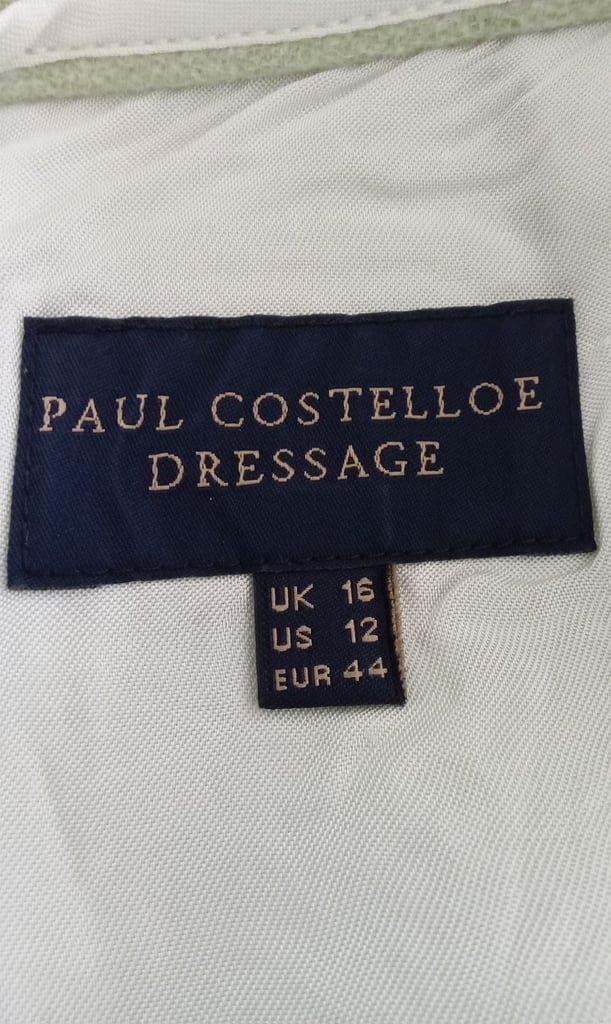 PAUL COSTELLOE
DRESSAGE
UK 16
US 12
EUR 44